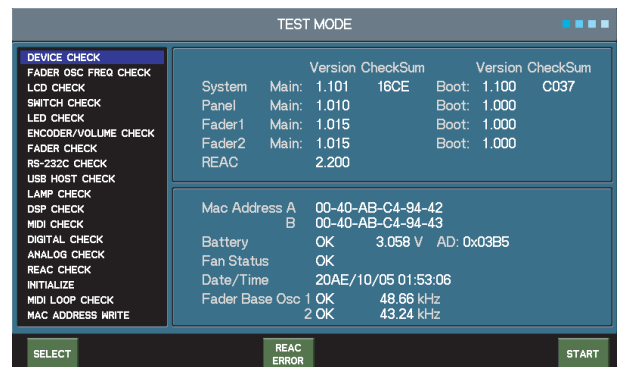 TEST MODE
DEVICE CHECK
FADER OSC FREQ CHECK
LCD CHECK
SWITCH CHECK
LED CHECK
ENCODER/VOLUME CHECK
FADER CHECK
RS-232C CHECK
USB HOST CHECK
LAMP CHECK
DSP CHECK
MIDI CHECK
DIGITAL CHECK
ANALOG CHECK
REAC CHECK
INITIALIZE
MIDI LOOP CHECK
MAC ADDRESS WRITE
Version CheckSum Version CheckSum
System Main: 1.101 16CE Boot: 1.100 C037
Panel Main: 1.010 Boot: 1.000
Fader1 Main: 1.015 Boot: 1.000
Fader2 Main: 1.015 Boot: 1.000
REAC 2.200
Mac Address A 00-40-AB-C4-94-42
B 00-40-AB-C4-94-43
Battery OK 3.058 V AD: 0x03B5
Fan Status OK
Date/Time 20AE/10/05 01:53:06
Fader Base Osc 1 OK 48.66 kHz
2 OK 43.24 kHz
SELECT
REAC
ERROR
START